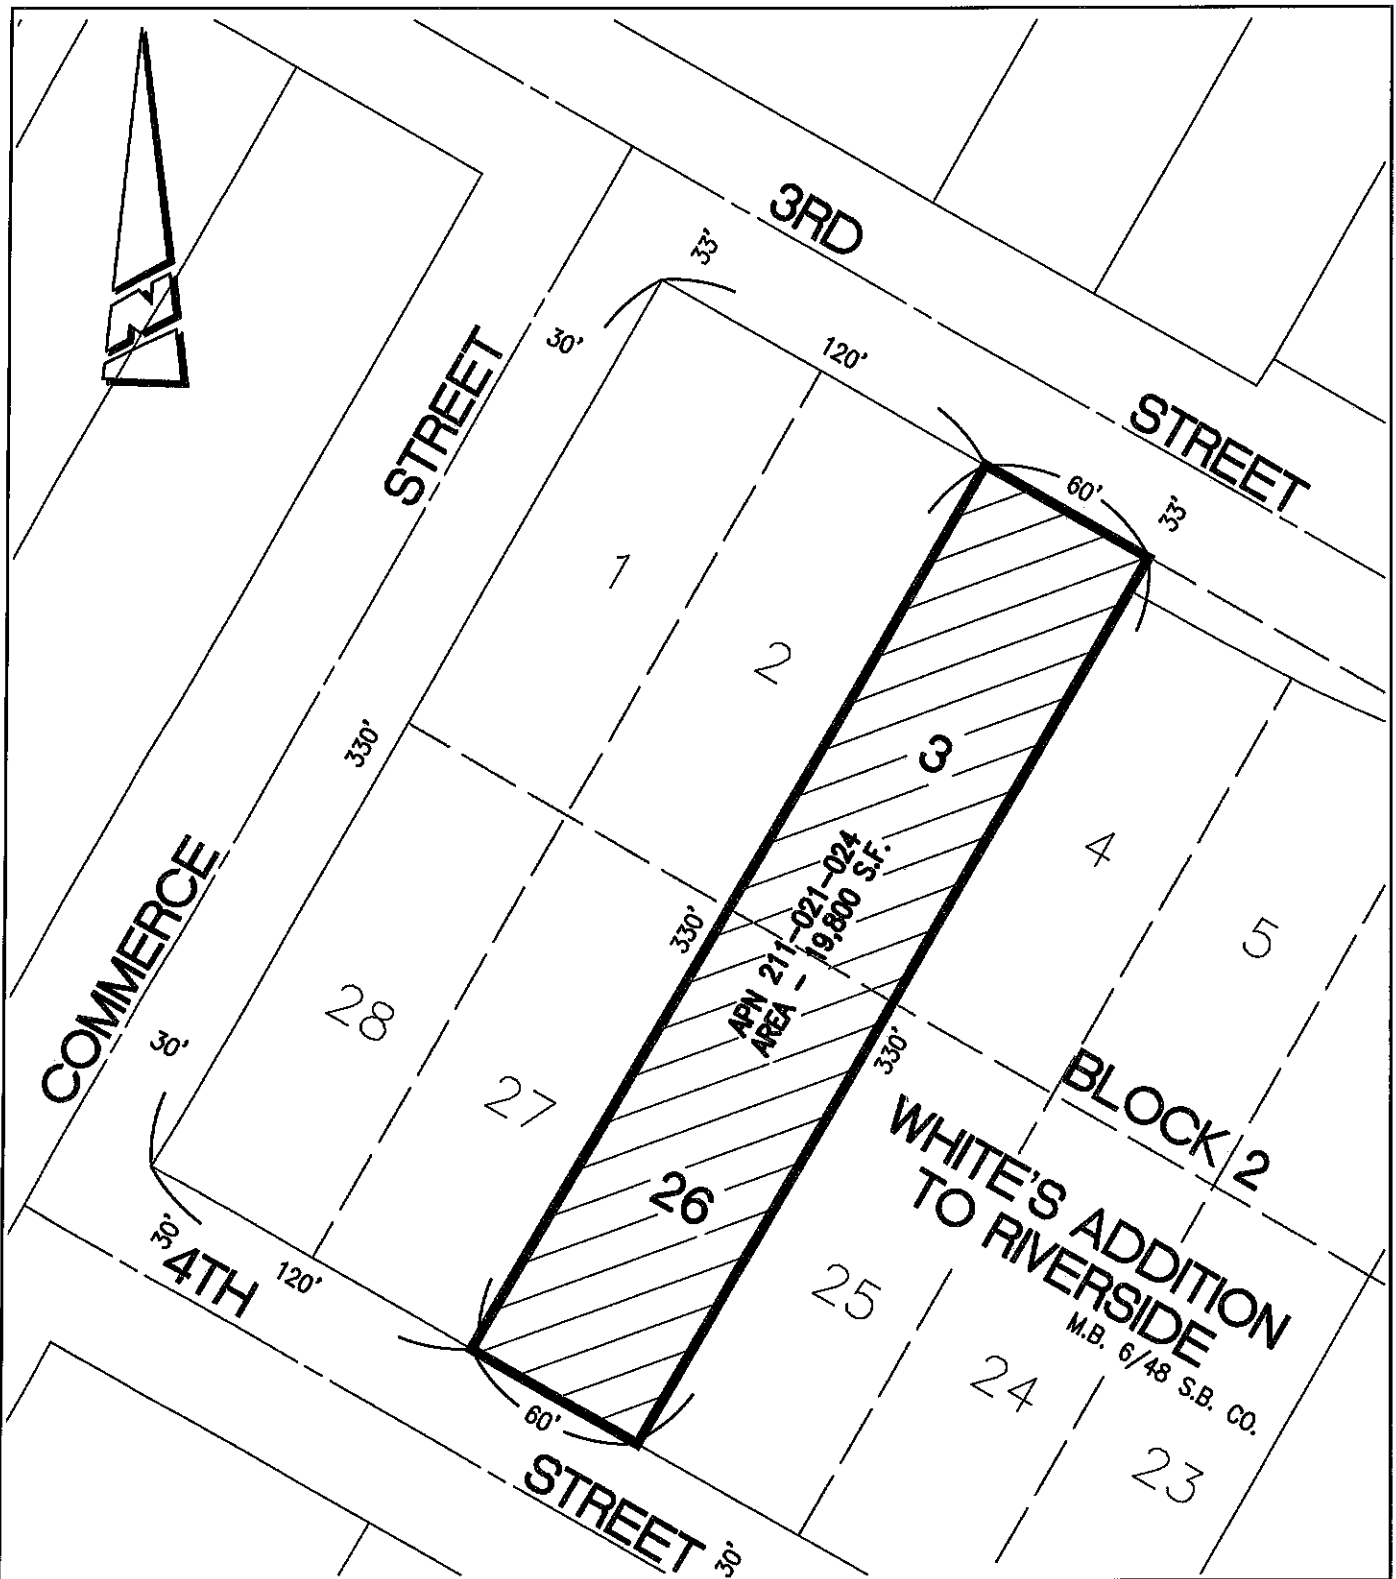 3RD
STREET
33'
30'
120'
STREET
60'
33'
1
2
3
4
5
330'
COMMERCE
330'
APN 211-021-024
AREA - 19,800 S.F.
330'
28
27
26
25
24
23
BLOCK 2
WHITE'S ADDITION
TO RIVERSIDE
M.B. 6/48 S.B. CO.
30'
30'
4TH
120'
60'
STREET
30'